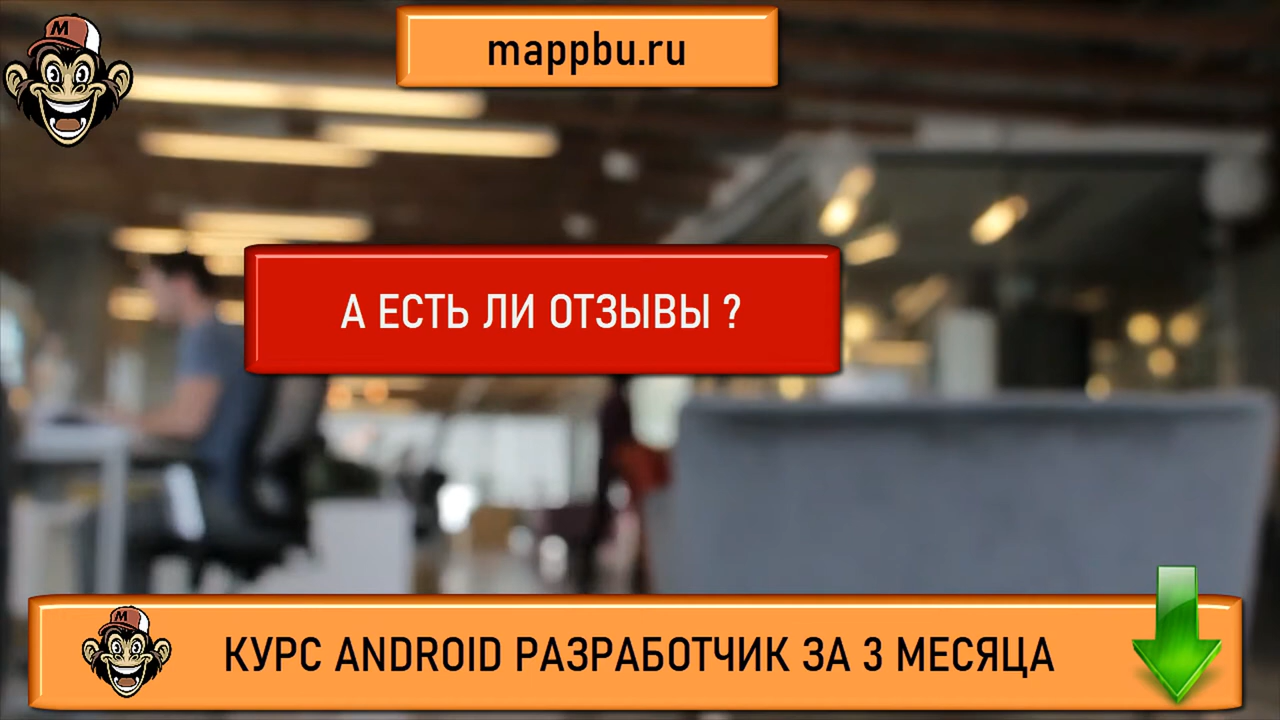 M
mappbu.ru
А ЕСТЬ ЛИ ОТЗЫВЫ ?
M
КУРС ANDROID РАЗРАБОТЧИК ЗА 3 МЕСЯЦА